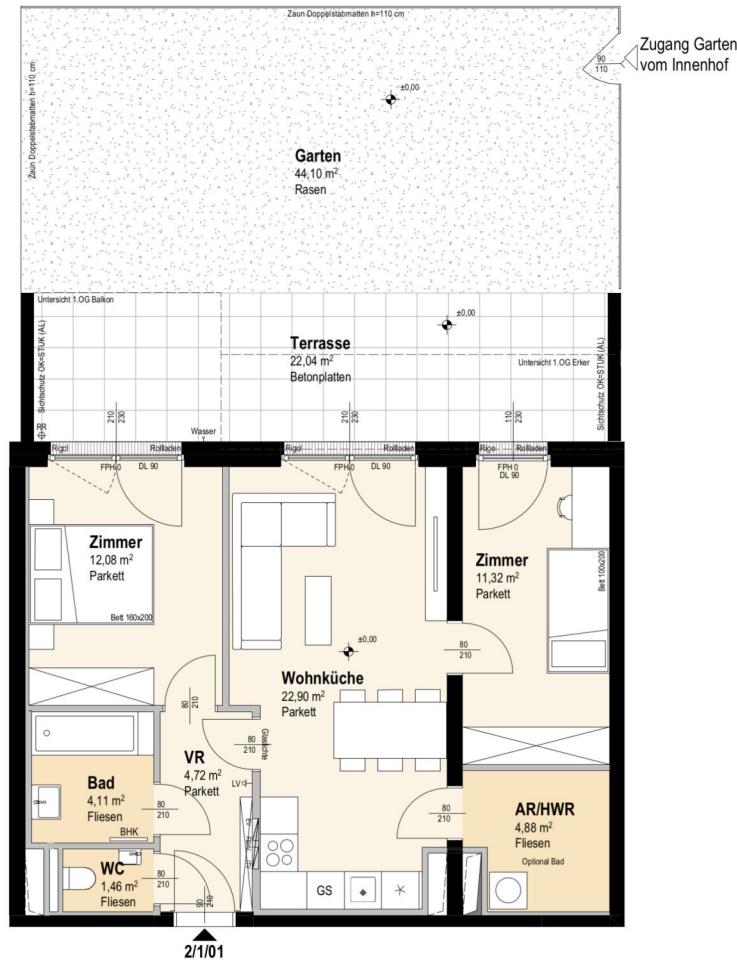 Zaun Doppelstabmatten h=110 cm
Zugang Garten
vom Innenhof
90
110
Zaun Doppelstabmatten h=110 cm
±0,00
Garten
44,10 m²
Rasen
Untersicht 1.OG Balkon
±0,00
Terrasse
22,04 m²
Betonplatten
Untersicht 1.OG Erker
Sichtschutz OK=STUK (AL)
Sichtschutz OK=STUK (AL)
210
230
210
230
110
230
RR
Wasser
Rigol
Rollladen
Rigol
Rollladen
Rigol
Rollladen
FPH 0
DL 90
FPH 0
DL 90
FPH 0
DL 90
Zimmer
12,08 m²
Parkett
Bett 160x200
Zimmer
11,32 m²
Parkett
Bett 100x200
±0,00
80
210
Wohnküche
22,90 m²
Parkett
80
210
80
210
Glaslichte
VR
4,72 m²
Parkett
LV
Bad
4,11 m²
Fliesen
BHK
80
210
80
210
AR/HWR
4,88 m²
Fliesen
Optional Bad
WC
1,46 m²
Fliesen
80
210
90
210
GS
2/1/01